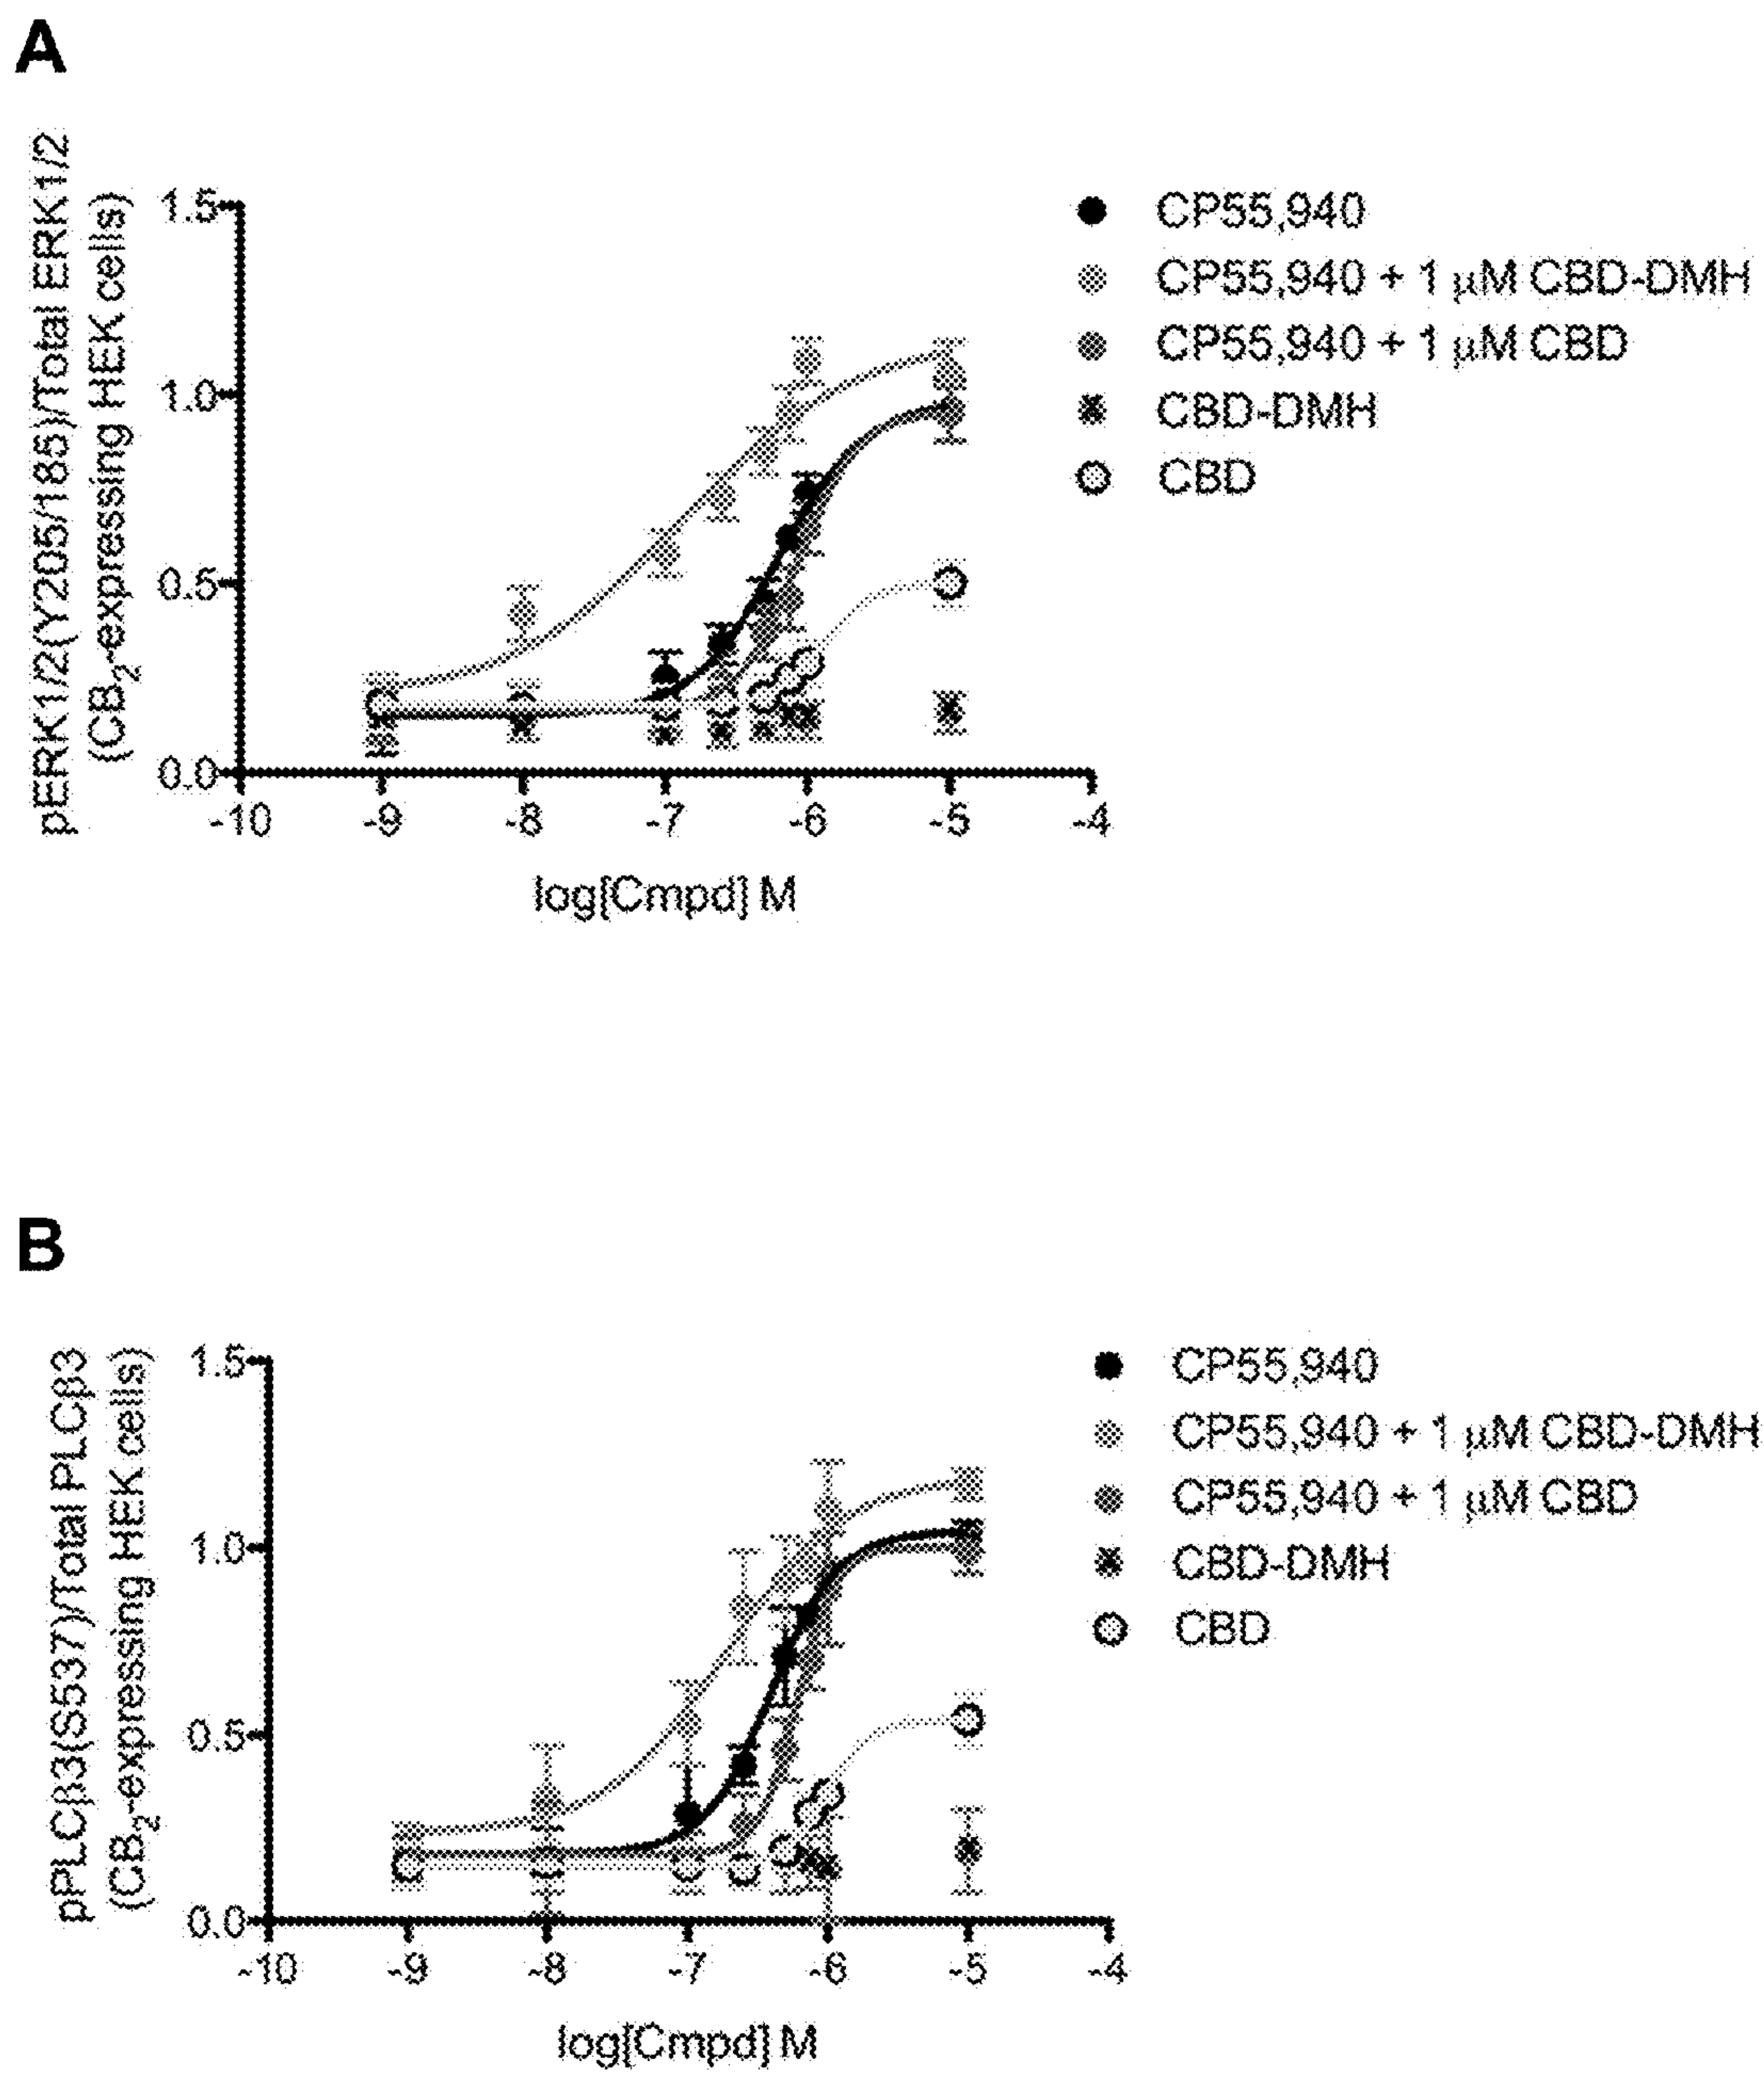 A
pERK1/2(Y205/185)/Total ERK1/2
(CB2-expressing HEK cells)
1.5
1.0
0.5
0.0
-10 -9 -8 -7 -6 -5 -4
log[Cmpd] M
CP55,940
CP55,940 + 1 μM CBD-DMH
CP55,940 + 1 μM CBD
CBD-DMH
CBD
B
pPLCβ3(S537)/Total PLCβ3
(CB2-expressing HEK cells)
1.5
1.0
0.5
0.0
-10 -9 -8 -7 -6 -5 -4
log[Cmpd] M
CP55,940
CP55,940 + 1 μM CBD-DMH
CP55,940 + 1 μM CBD
CBD-DMH
CBD